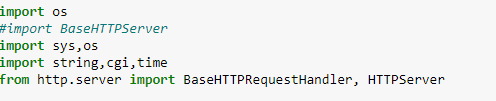 import os
#import BaseHTTPServer
import sys,os
import string,cgi,time
from http.server import BaseHTTPRequestHandler, HTTPServer